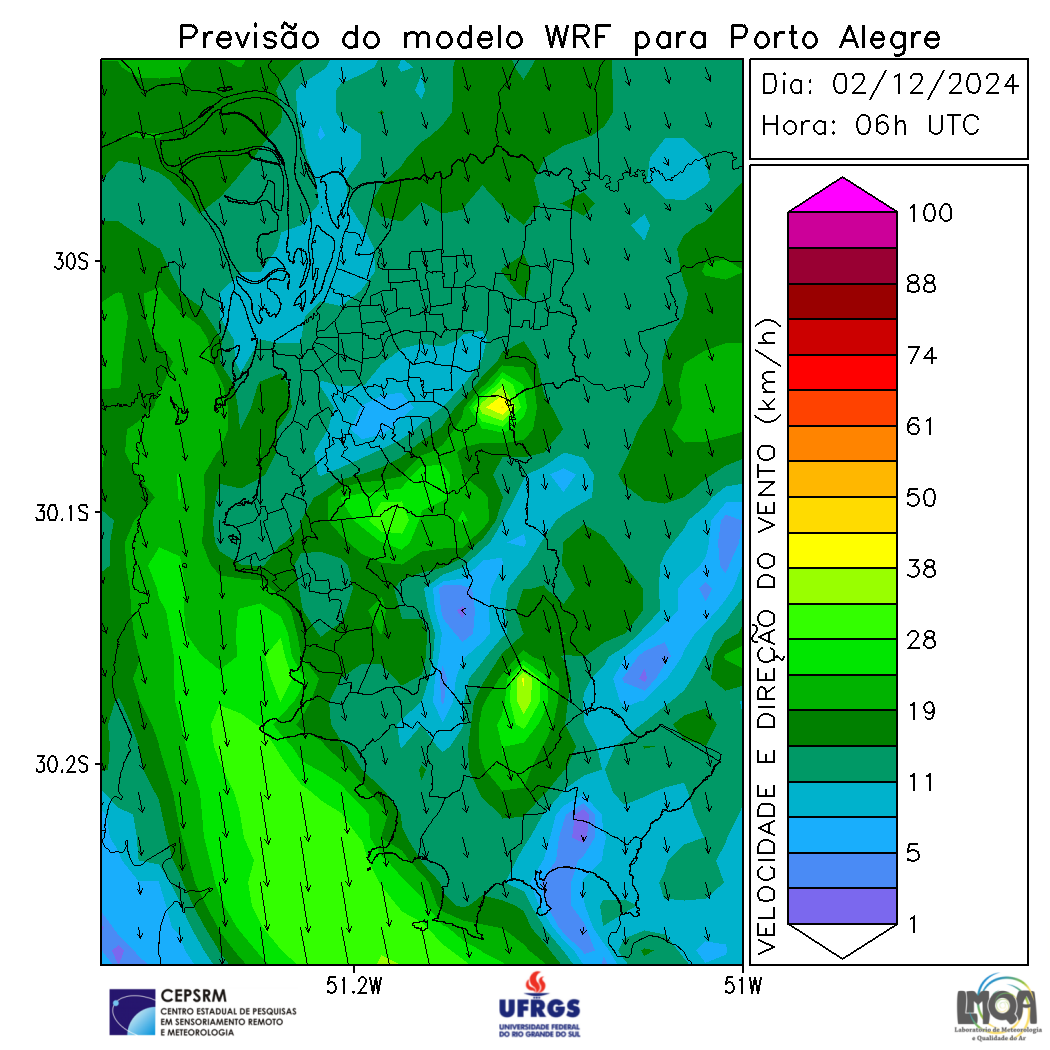 Previsão do modelo WRF para Porto Alegre
Dia: 02/12/2024
Hora: 06h UTC
30S
30.1S
30.2S
51.2W
51W
VELOCIDADE E DIREÇÃO DO VENTO (km/h)
100
88
74
61
50
38
28
19
11
5
1
CEPSRM
CENTRO ESTADUAL DE PESQUISAS
EM SENSORIAMENTO REMOTO
E METEOROLOGIA
UFRGS
UNIVERSIDADE FEDERAL
DO RIO GRANDE DO SUL
LMQA
Laboratório de Meteorologia
e Qualidade do Ar